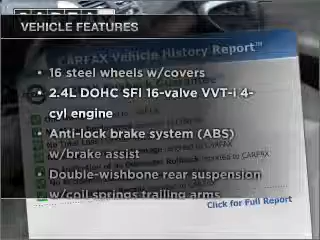 VEHICLE FEATURES
CARFAX Vehicle History Report™
• 16 steel wheels w/covers
• 2.4L DOHC SFI 16-valve VVT-i 4-
cyl engine
• Anti-lock brake system (ABS)
w/brake assist
• Double-wishbone rear suspension
w/coil springs trailing arms
Click for Full Report